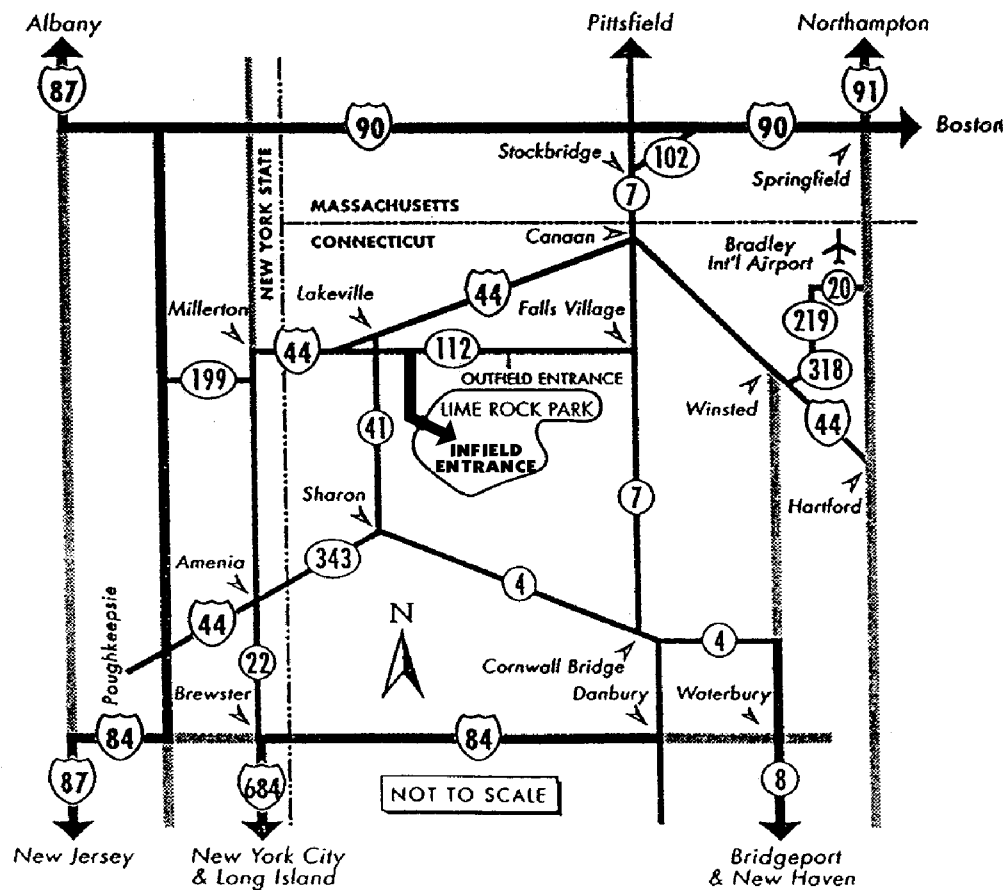 Albany
Pittsfield
Northampton
87
91
90
90
Boston
Stockbridge
102
Springfield
7
NEW YORK STATE
MASSACHUSETTS
CONNECTICUT
Canaan
Bradley
Int'l Airport
20
Lakeville
44
Millerton
Falls Village
219
44
112
318
199
OUTFIELD ENTRANCE
LIME ROCK PARK
Winsted
44
41
INFIELD
ENTRANCE
Sharon
7
Hartford
343
Amenia
4
44
N
Poughkeepsie
22
4
Cornwall Bridge
Brewster
Danbury
Waterbury
84
84
87
684
NOT TO SCALE
8
New Jersey
New York City
& Long Island
Bridgeport
& New Haven